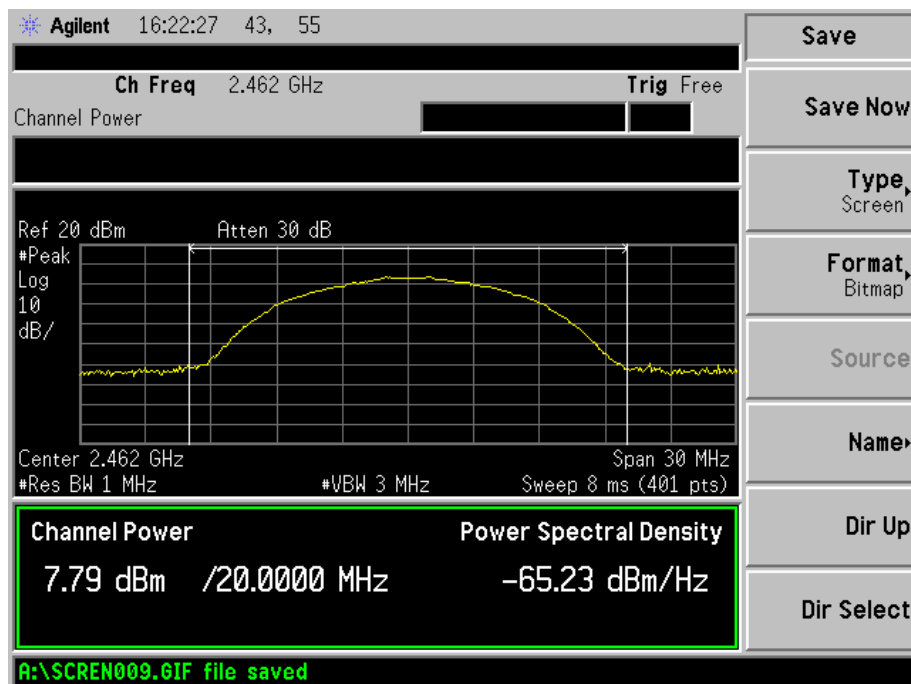 Agilent 16:22:27 43, 55
Ch Freq 2.462 GHz Trig Free
Channel Power
Ref 20 dBm Atten 30 dB
#Peak
Log
10
dB/
Center 2.462 GHz Span 30 MHz
#Res BW 1 MHz #VBW 3 MHz Sweep 8 ms (401 pts)
Channel Power Power Spectral Density
7.79 dBm /20.0000 MHz -65.23 dBm/Hz
A:\SCREN009.GIF file saved
Save
Save Now
Type
Screen
Format
Bitmap
Source
Name
Dir Up
Dir Select